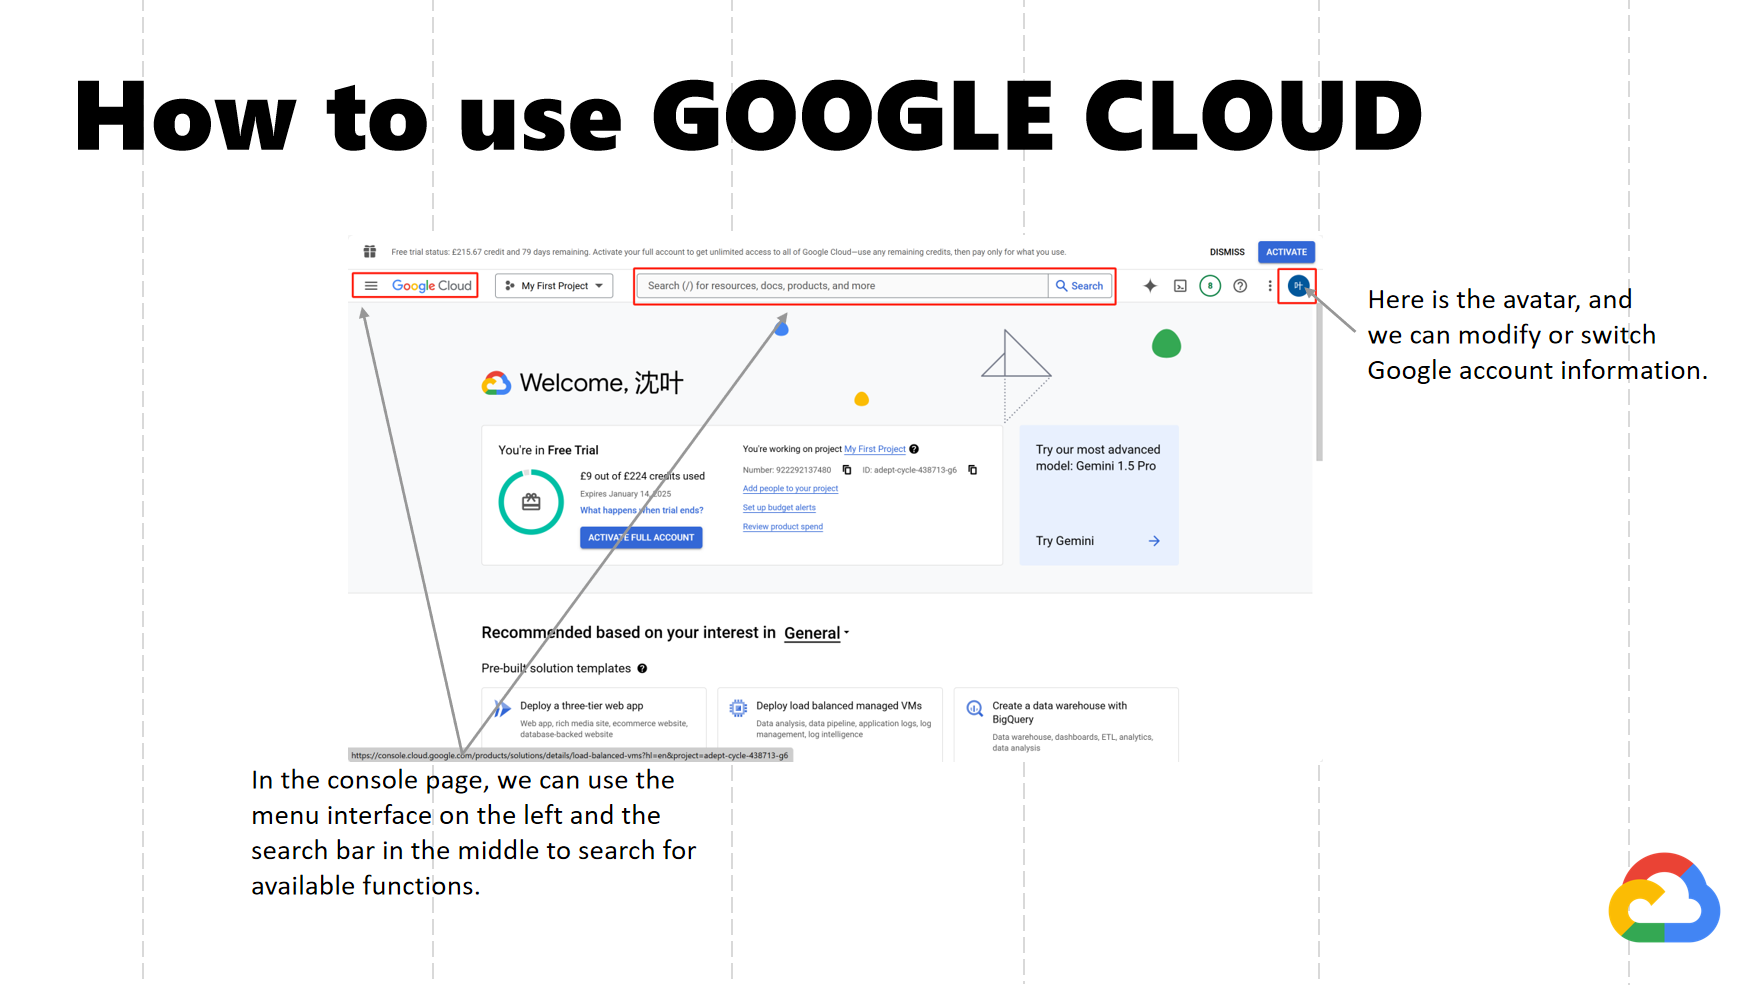 How to use GOOGLE CLOUD
Free trial status: £215.67 credit and 79 days remaining. Activate your full account to get unlimited access to all of Google Cloud—use any remaining credits, then pay only for what you use.
DISMISS
ACTIVATE
Google Cloud
My First Project
Search (/) for resources, docs, products, and more
Search
8
叶
Here is the avatar, and
we can modify or switch
Google account information.
Welcome, 沈叶
You're in Free Trial
£9 out of £224 credits used
Expires January 14, 2025
What happens when trial ends?
ACTIVATE FULL ACCOUNT
You're working on project My First Project
Number: 922292137480
ID: adept-cycle-438713-g6
Add people to your project
Set up budget alerts
Review product spend
Try our most advanced
model: Gemini 1.5 Pro
Try Gemini
Recommended based on your interest in General
Pre-built solution templates
Deploy a three-tier web app
Web app, rich media site, ecommerce website,
database-backed website
Deploy load balanced managed VMs
Data analysis, data pipeline, application logs, log
management, log intelligence
Create a data warehouse with
BigQuery
Data warehouse, dashboards, ETL, analytics,
data analysis
https://console.cloud.google.com/products/solutions/details/load-balanced-vms?hl=en&project=adept-cycle-438713-g6
In the console page, we can use the
menu interface on the left and the
search bar in the middle to search for
available functions.